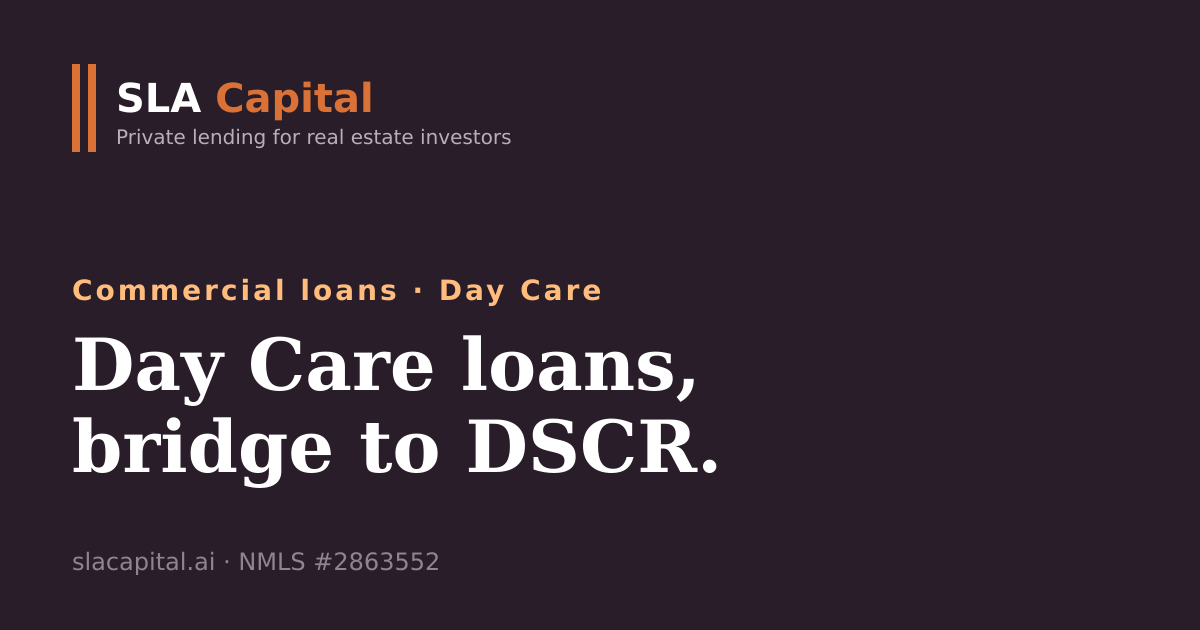 SLA Capital
Private lending for real estate investors
Commercial loans · Day Care
Day Care loans,
bridge to DSCR.
slacapital.ai · NMLS #2863552